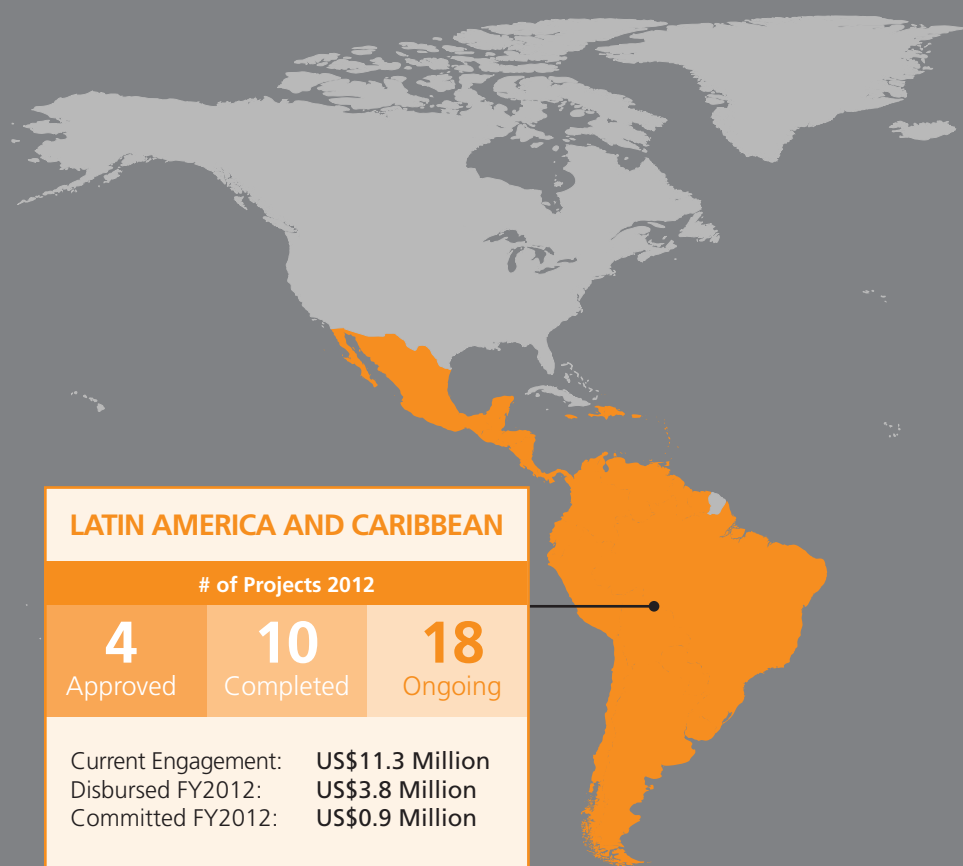 LATIN AMERICA AND CARIBBEAN
# of Projects 2012
4 10 18
Approved Completed Ongoing
Current Engagement: US$11.3 Million
Disbursed FY2012: US$3.8 Million
Committed FY2012: US$0.9 Million